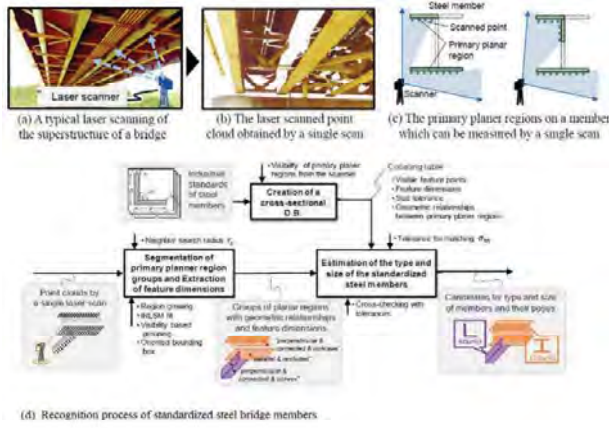 Laser scanner
(a) A typical laser scanning of
the superstructure of a bridge
(b) The laser scanned point
cloud obtained by a single scan
Steel member
Scanned point
Primary planar
region
Scanner
(c) The primary planer regions on a member
which can be measured by a single scan
Industrial
standards
of steel
members
Visibility of primary planer
regions from the scanner
Creation of a
cross-sectional
D.B.
Collating table
Visible feature points
Feature dimensions
Size tolerance
Geometric relationships
between primary planer regions
Neighbor search radius
Segmentation of
primary planner region
groups and Extraction
of feature dimensions
Tolerance for matching
Estimation of the type and
size of the standardized
steel members
Point clouds by
a single laser scan
Region growing
Visibility based
Oriented bounding
box
Groups of planar regions
with geometric relationships
and feature dimensions
"perpendicular &
connected & concave"
"parallel & occluded"
"perpendicular &
connected & convex"
Cross-checking with
tolerances
Candidates by type and size
of members and their poses
(d) Recognition process of standardized steel bridge members